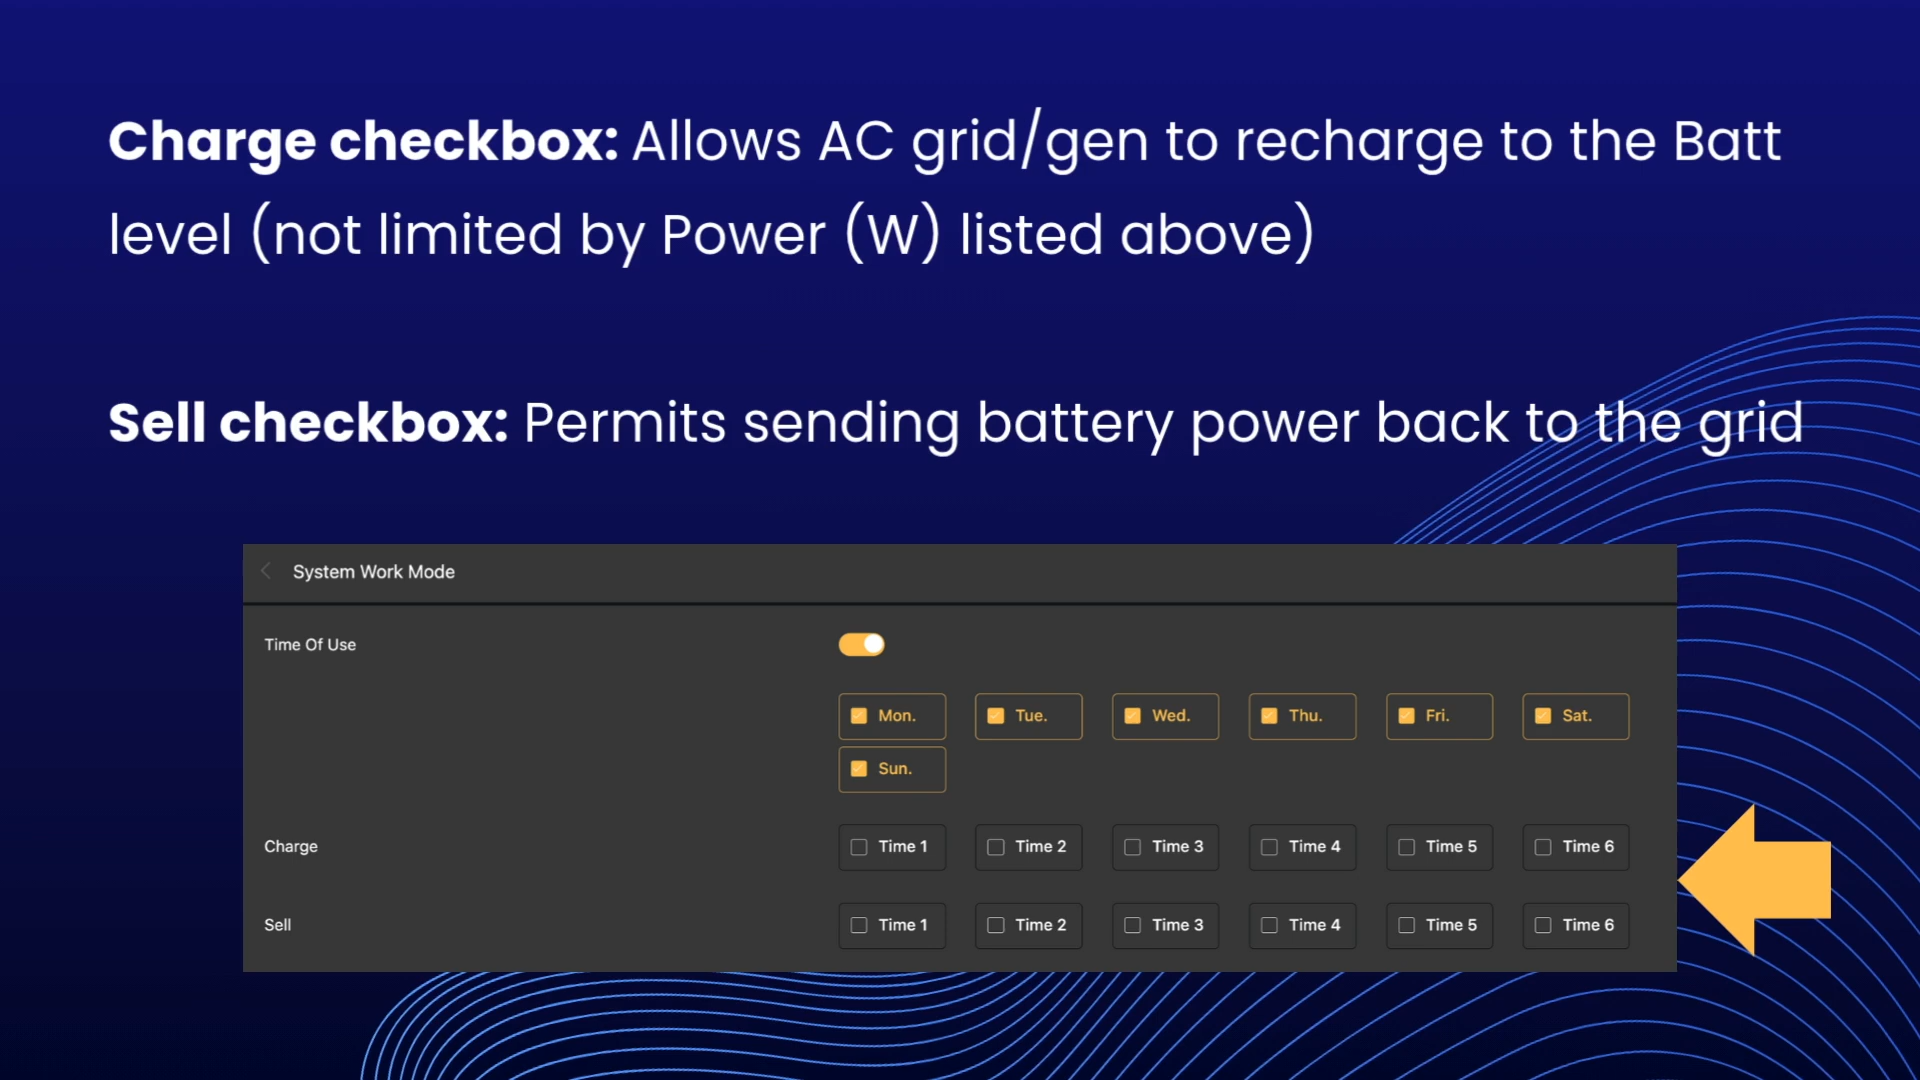 Charge checkbox: Allows AC grid/gen to recharge to the Batt
level (not limited by Power (W) listed above)
Sell checkbox: Permits sending battery power back to the grid
System Work Mode
Time Of Use
Mon. Tue. Wed. Thu. Fri. Sat.
Sun.
Charge Time 1 Time 2 Time 3 Time 4 Time 5 Time 6
Sell Time 1 Time 2 Time 3 Time 4 Time 5 Time 6